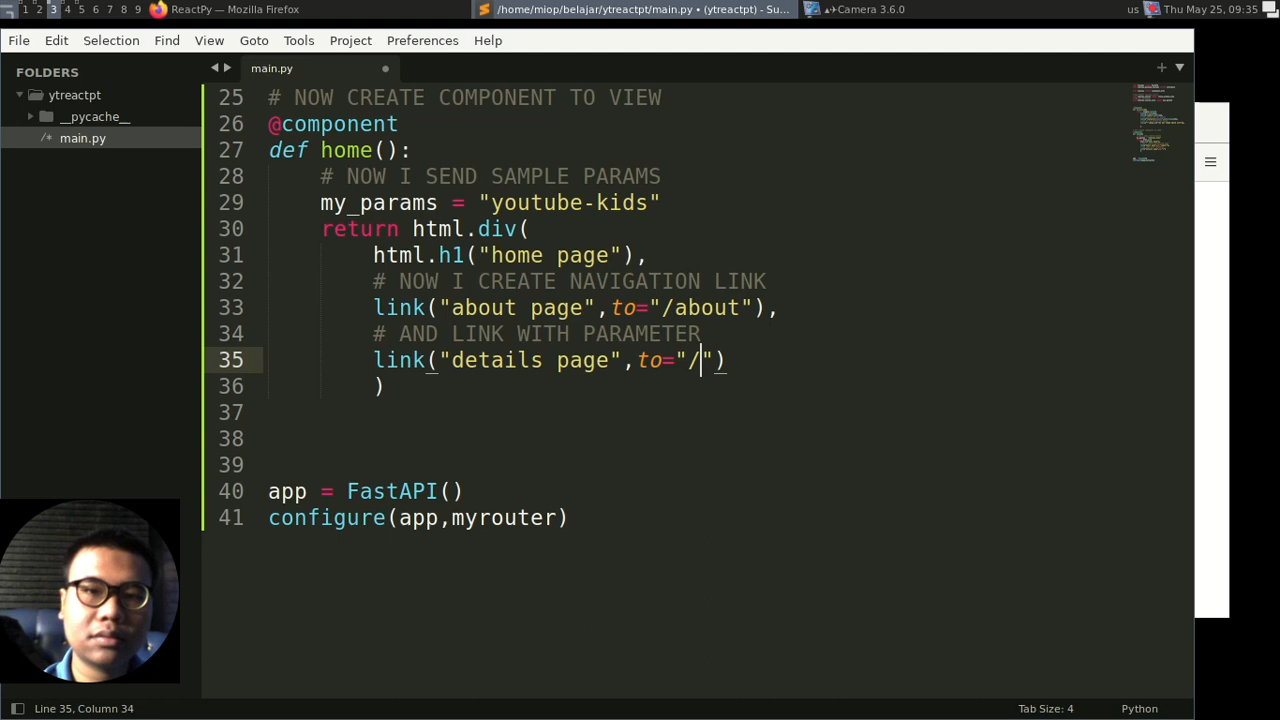 1 2 3 4 5 6 7 8 9 ReactPy — Mozilla Firefox /home/miop/belajar/ytreactpt/main.py • (ytreactpt) - Su... Camera 3.6.0 us Thu May 25, 09:35
File Edit Selection Find View Goto Tools Project Preferences Help
FOLDERS
ytreactpt
__pycache__
/* main.py
main.py
25 # NOW CREATE COMPONENT TO VIEW
26 @component
27 def home():
28 # NOW I SEND SAMPLE PARAMS
29 my_params = "youtube-kids"
30 return html.div(
31 html.h1("home page"),
32 # NOW I CREATE NAVIGATION LINK
33 link("about page",to="/about"),
34 # AND LINK WITH PARAMETER
35 link("details page",to="/")
36 )
37
38
39
40 app = FastAPI()
41 configure(app,myrouter)
Line 35, Column 34 Tab Size: 4 Python